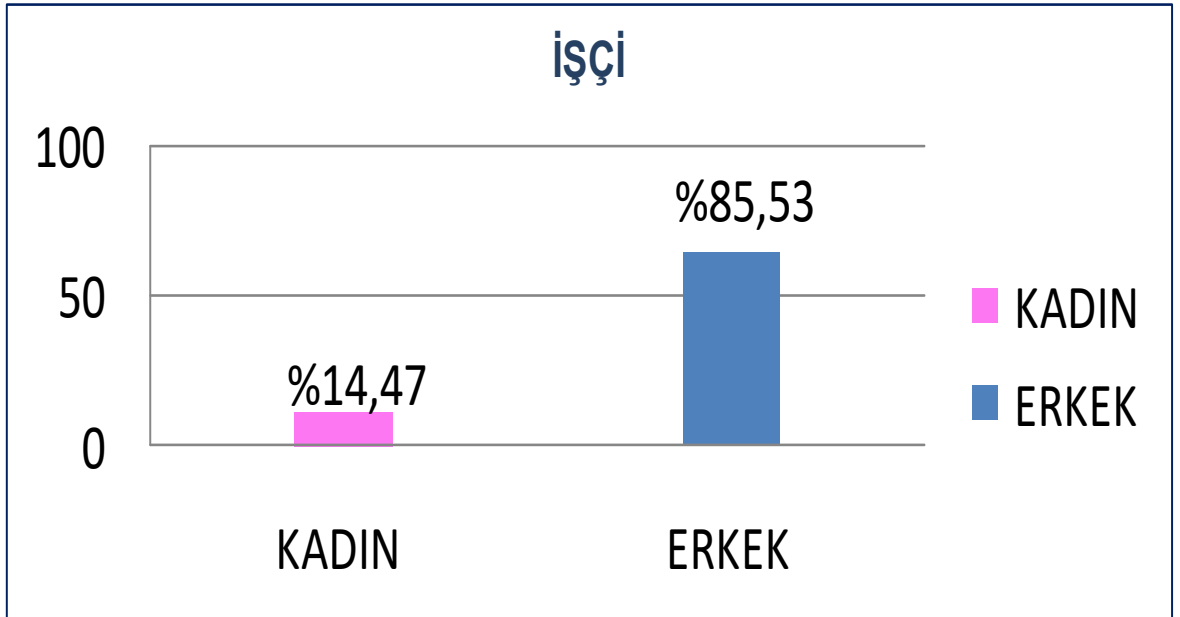 İŞÇİ
100
%85,53
50
KADIN
%14,47
ERKEK
0
KADIN ERKEK